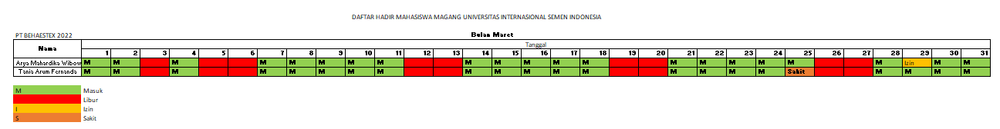 DAFTAR HADIR MAHASISWA MAGANG UNIVERSITAS INTERNASIONAL SEMEN INDONESIA
PT BEHAESTEX 2022 Bulan Maret
Nama Tanggal
1 2 3 4 5 6 7 8 9 10 11 12 13 14 15 16 17 18 19 20 21 22 23 24 25 26 27 28 29 30 31
Arya Mahardika Wibow M M M M M M M M M M M M M M M M M M M Izin M M
Tania Arum Fernanda M M M M M M M M M M M M M M M M M Sakit M M M M
M Masuk
Libur
I Izin
S Sakit